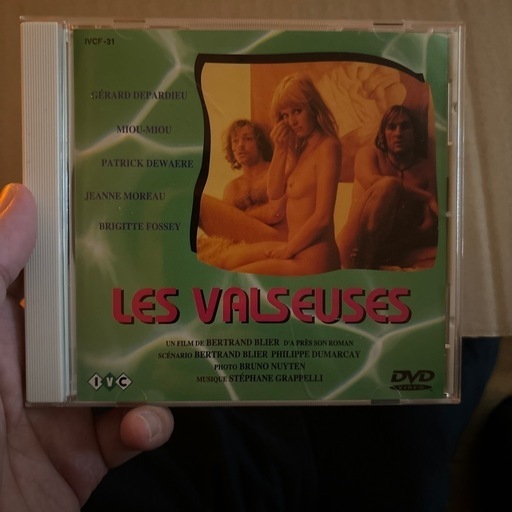 IVCF-31
GÉRARD DEPARDIEU
MIOU-MIOU
PATRICK DEWAERE
JEANNE MOREAU
BRIGITTE FOSSEY
LES VALSEUSES
UN FILM DE BERTRAND BLIER D'APRÈS SON ROMAN
SCÉNARIO BERTRAND BLIER PHILIPPE DUMARCAY
PHOTO BRUNO NUYTEN
MUSIQUE STÉPHANE GRAPPELLI
IVC
DVD
VIDEO